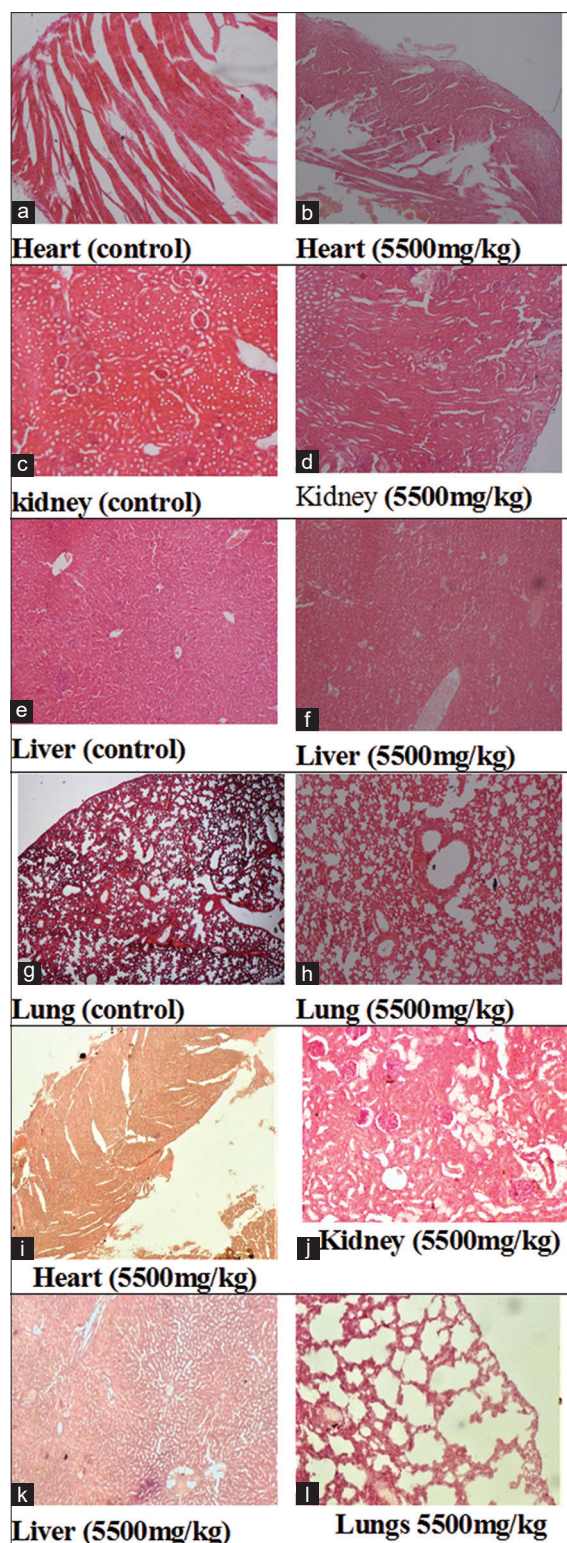 a
b
Heart (control)
Heart (5500mg/kg)
c
d
kidney (control)
Kidney (5500mg/kg)
e
f
Liver (control)
Liver (5500mg/kg)
g
h
Lung (control)
Lung (5500mg/kg)
i
j
Heart (5500mg/kg)
Kidney (5500mg/kg)
k
l
Liver (5500mg/kg)
Lungs 5500mg/kg